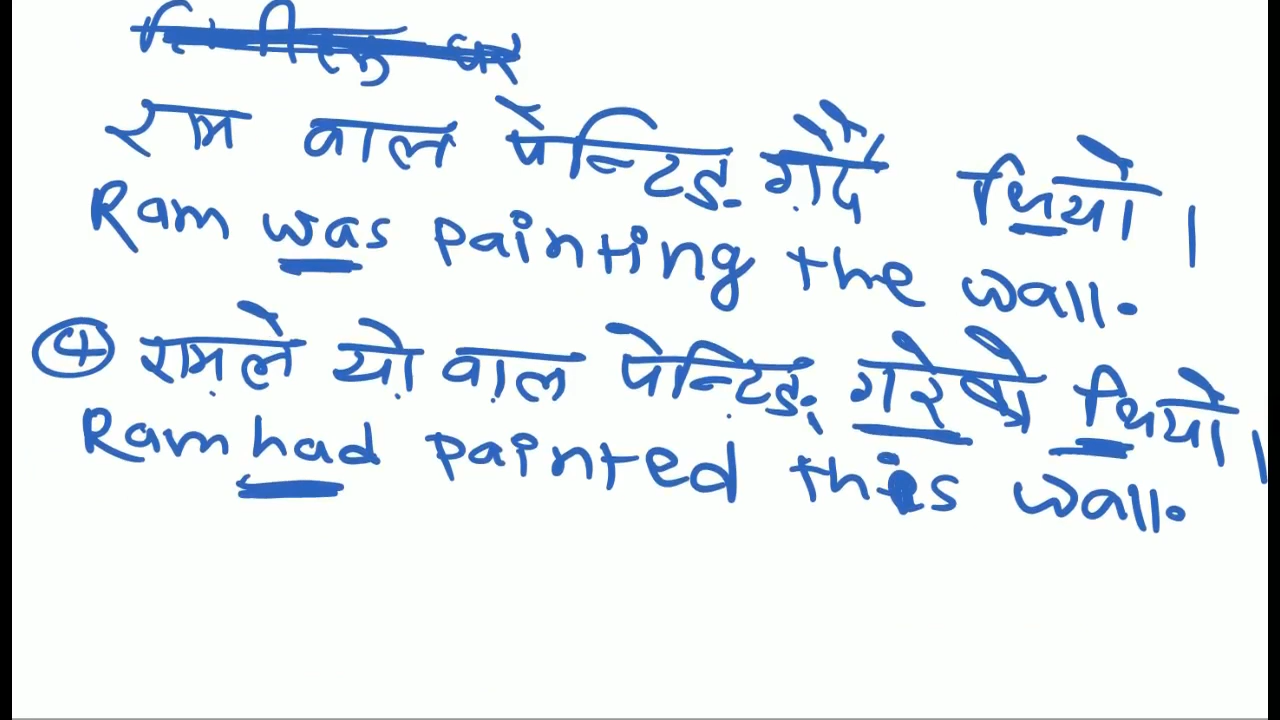 राम वाल पेन्टिङ गर्दै थियो ।
Ram was painting the wall.
④ रामले यो वाल पेन्टिङ गरेको थियो ।
Ram had painted this wall.